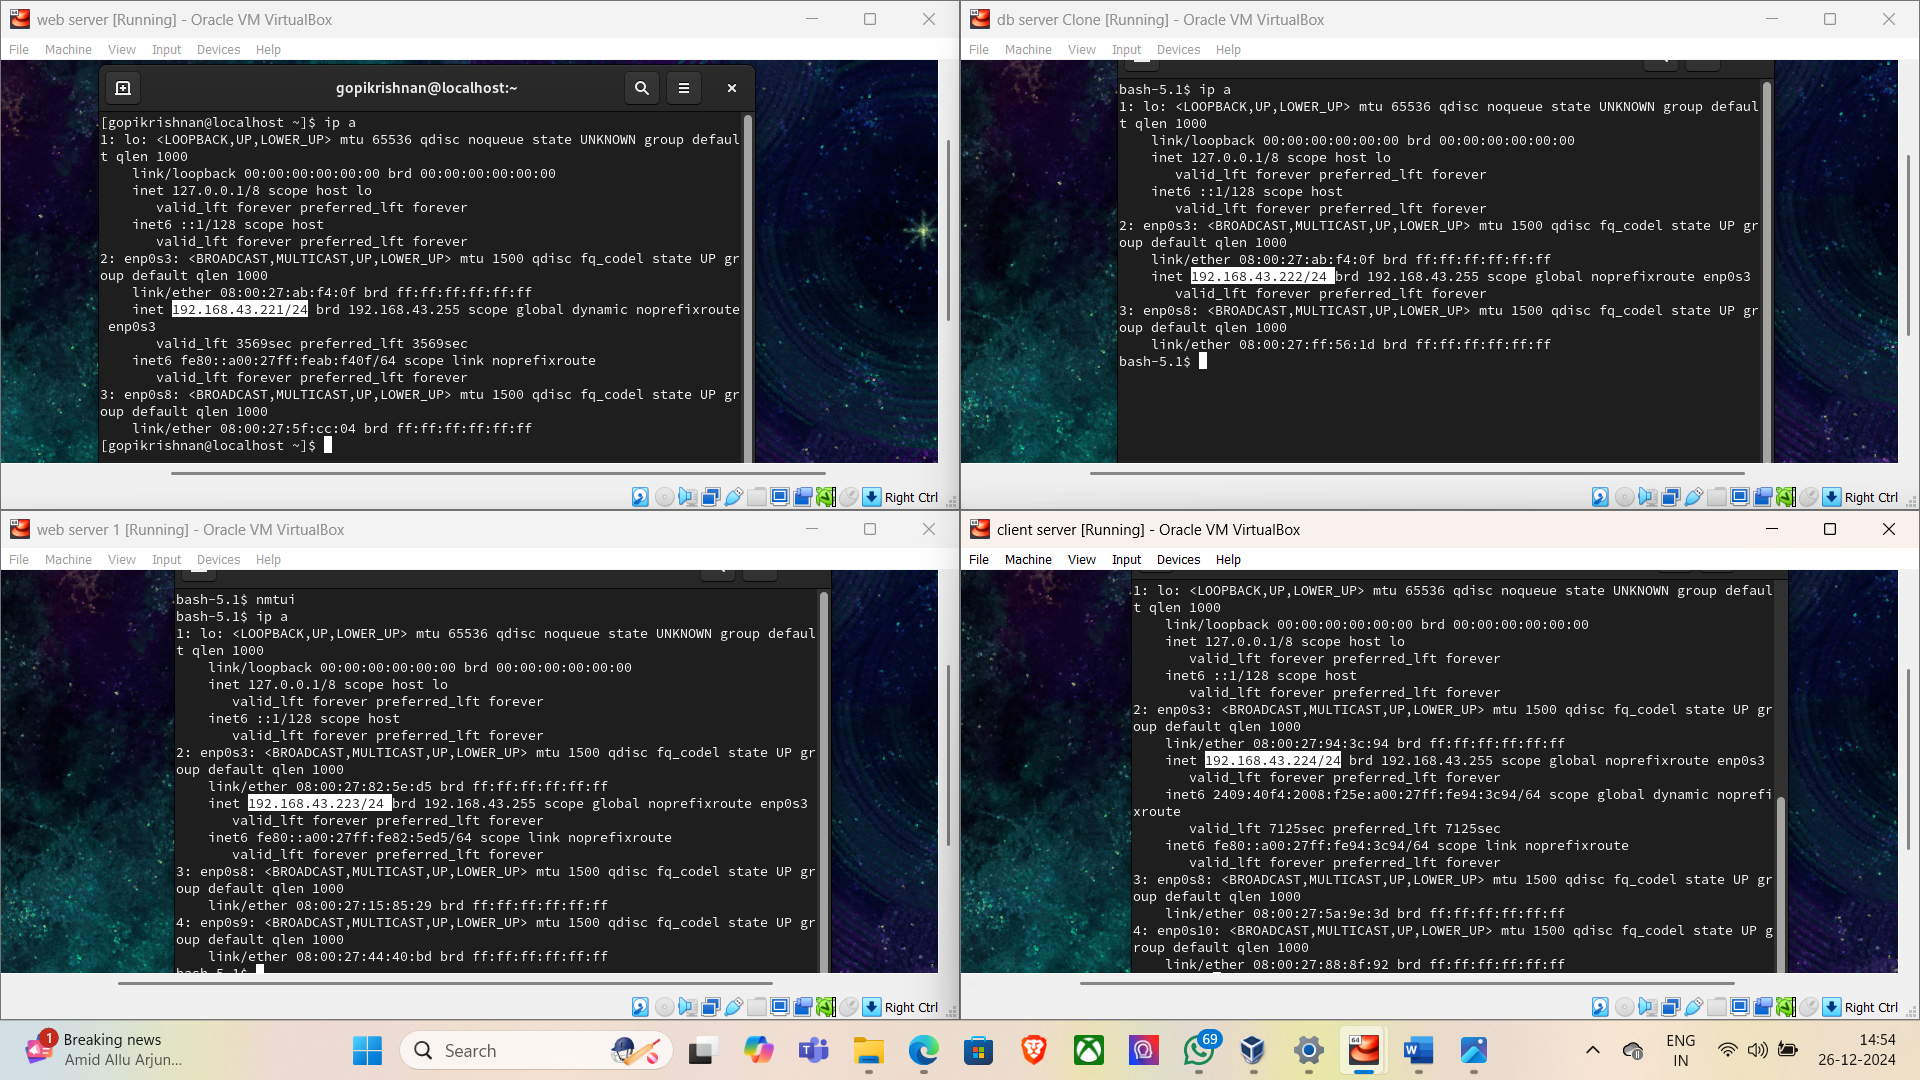 web server [Running] - Oracle VM VirtualBox
File Machine View Input Devices Help
gopikrishnan@localhost:~
[gopikrishnan@localhost ~]$ ip a
1: lo: <LOOPBACK,UP,LOWER_UP> mtu 65536 qdisc noqueue state UNKNOWN group defaul
t qlen 1000
link/loopback 00:00:00:00:00:00 brd 00:00:00:00:00:00
inet 127.0.0.1/8 scope host lo
valid_lft forever preferred_lft forever
inet6 ::1/128 scope host
valid_lft forever preferred_lft forever
2: enp0s3: <BROADCAST,MULTICAST,UP,LOWER_UP> mtu 1500 qdisc fq_codel state UP gr
oup default qlen 1000
link/ether 08:00:27:ab:f4:0f brd ff:ff:ff:ff:ff:ff
inet 192.168.43.221/24 brd 192.168.43.255 scope global dynamic noprefixroute
enp0s3
valid_lft 3569sec preferred_lft 3569sec
inet6 fe80::a00:27ff:feab:f40f/64 scope link noprefixroute
valid_lft forever preferred_lft forever
3: enp0s8: <BROADCAST,MULTICAST,UP,LOWER_UP> mtu 1500 qdisc fq_codel state UP gr
oup default qlen 1000
link/ether 08:00:27:5f:cc:04 brd ff:ff:ff:ff:ff:ff
[gopikrishnan@localhost ~]$
Right Ctrl
db server Clone [Running] - Oracle VM VirtualBox
File Machine View Input Devices Help
bash-5.1$ ip a
1: lo: <LOOPBACK,UP,LOWER_UP> mtu 65536 qdisc noqueue state UNKNOWN group defaul
t qlen 1000
link/loopback 00:00:00:00:00:00 brd 00:00:00:00:00:00
inet 127.0.0.1/8 scope host lo
valid_lft forever preferred_lft forever
inet6 ::1/128 scope host
valid_lft forever preferred_lft forever
2: enp0s3: <BROADCAST,MULTICAST,UP,LOWER_UP> mtu 1500 qdisc fq_codel state UP gr
oup default qlen 1000
link/ether 08:00:27:ab:f4:0f brd ff:ff:ff:ff:ff:ff
inet 192.168.43.222/24 brd 192.168.43.255 scope global noprefixroute enp0s3
valid_lft forever preferred_lft forever
3: enp0s8: <BROADCAST,MULTICAST,UP,LOWER_UP> mtu 1500 qdisc fq_codel state UP gr
oup default qlen 1000
link/ether 08:00:27:ff:56:1d brd ff:ff:ff:ff:ff:ff
bash-5.1$
Right Ctrl
web server 1 [Running] - Oracle VM VirtualBox
File Machine View Input Devices Help
bash-5.1$ nmtui
bash-5.1$ ip a
1: lo: <LOOPBACK,UP,LOWER_UP> mtu 65536 qdisc noqueue state UNKNOWN group defaul
t qlen 1000
link/loopback 00:00:00:00:00:00 brd 00:00:00:00:00:00
inet 127.0.0.1/8 scope host lo
valid_lft forever preferred_lft forever
inet6 ::1/128 scope host
valid_lft forever preferred_lft forever
2: enp0s3: <BROADCAST,MULTICAST,UP,LOWER_UP> mtu 1500 qdisc fq_codel state UP gr
oup default qlen 1000
link/ether 08:00:27:82:5e:d5 brd ff:ff:ff:ff:ff:ff
inet 192.168.43.223/24 brd 192.168.43.255 scope global noprefixroute enp0s3
valid_lft forever preferred_lft forever
inet6 fe80::a00:27ff:fe82:5ed5/64 scope link noprefixroute
valid_lft forever preferred_lft forever
3: enp0s8: <BROADCAST,MULTICAST,UP,LOWER_UP> mtu 1500 qdisc fq_codel state UP gr
oup default qlen 1000
link/ether 08:00:27:15:85:29 brd ff:ff:ff:ff:ff:ff
4: enp0s9: <BROADCAST,MULTICAST,UP,LOWER_UP> mtu 1500 qdisc fq_codel state UP gr
oup default qlen 1000
link/ether 08:00:27:44:40:bd brd ff:ff:ff:ff:ff:ff
bash-5.1$
Right Ctrl
client server [Running] - Oracle VM VirtualBox
File Machine View Input Devices Help
1: lo: <LOOPBACK,UP,LOWER_UP> mtu 65536 qdisc noqueue state UNKNOWN group defaul
t qlen 1000
link/loopback 00:00:00:00:00:00 brd 00:00:00:00:00:00
inet 127.0.0.1/8 scope host lo
valid_lft forever preferred_lft forever
inet6 ::1/128 scope host
valid_lft forever preferred_lft forever
2: enp0s3: <BROADCAST,MULTICAST,UP,LOWER_UP> mtu 1500 qdisc fq_codel state UP gr
oup default qlen 1000
link/ether 08:00:27:94:3c:94 brd ff:ff:ff:ff:ff:ff
inet 192.168.43.224/24 brd 192.168.43.255 scope global noprefixroute enp0s3
valid_lft forever preferred_lft forever
inet6 2409:40f4:2008:f25e:a00:27ff:fe94:3c94/64 scope global dynamic noprefi
xroute
valid_lft 7125sec preferred_lft 7125sec
inet6 fe80::a00:27ff:fe94:3c94/64 scope link noprefixroute
valid_lft forever preferred_lft forever
3: enp0s8: <BROADCAST,MULTICAST,UP,LOWER_UP> mtu 1500 qdisc fq_codel state UP gr
oup default qlen 1000
link/ether 08:00:27:5a:9e:3d brd ff:ff:ff:ff:ff:ff
4: enp0s10: <BROADCAST,MULTICAST,UP,LOWER_UP> mtu 1500 qdisc fq_codel state UP g
roup default qlen 1000
link/ether 08:00:27:88:8f:92 brd ff:ff:ff:ff:ff:ff
Right Ctrl
1
Breaking news
Amid Allu Arjun...
Search
69
ENG
IN
14:54
26-12-2024